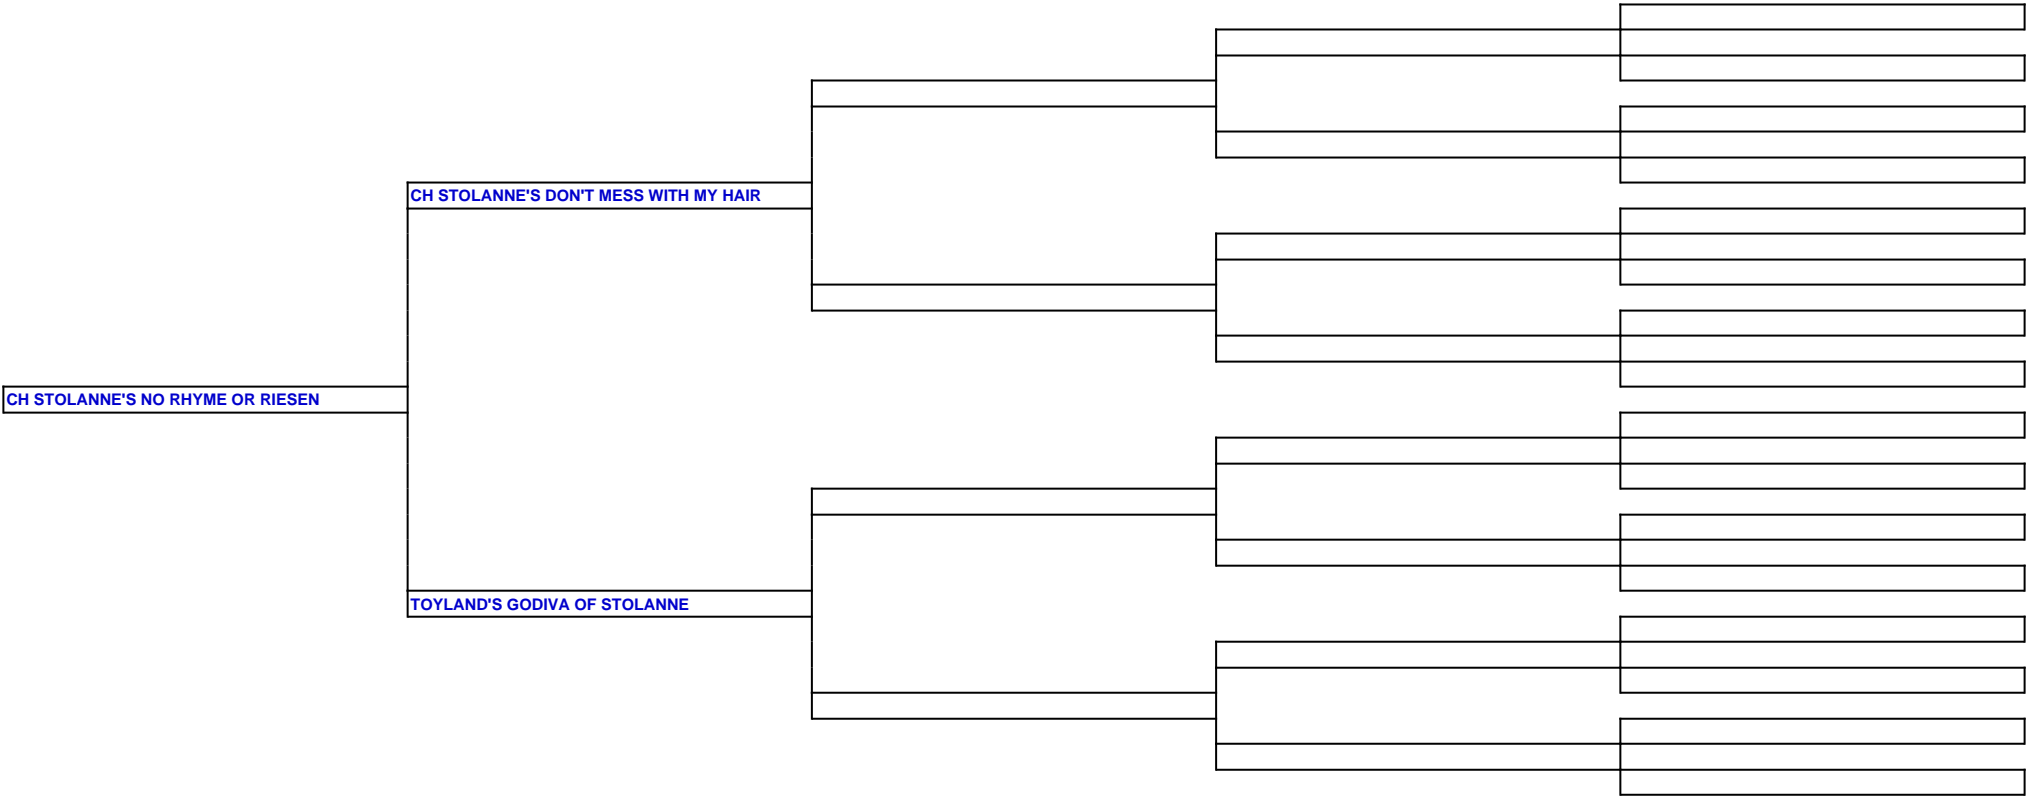 CH STOLANNE'S DON'T MESS WITH MY HAIR
CH STOLANNE'S NO RHYME OR RIESEN
TOYLAND'S GODIVA OF STOLANNE